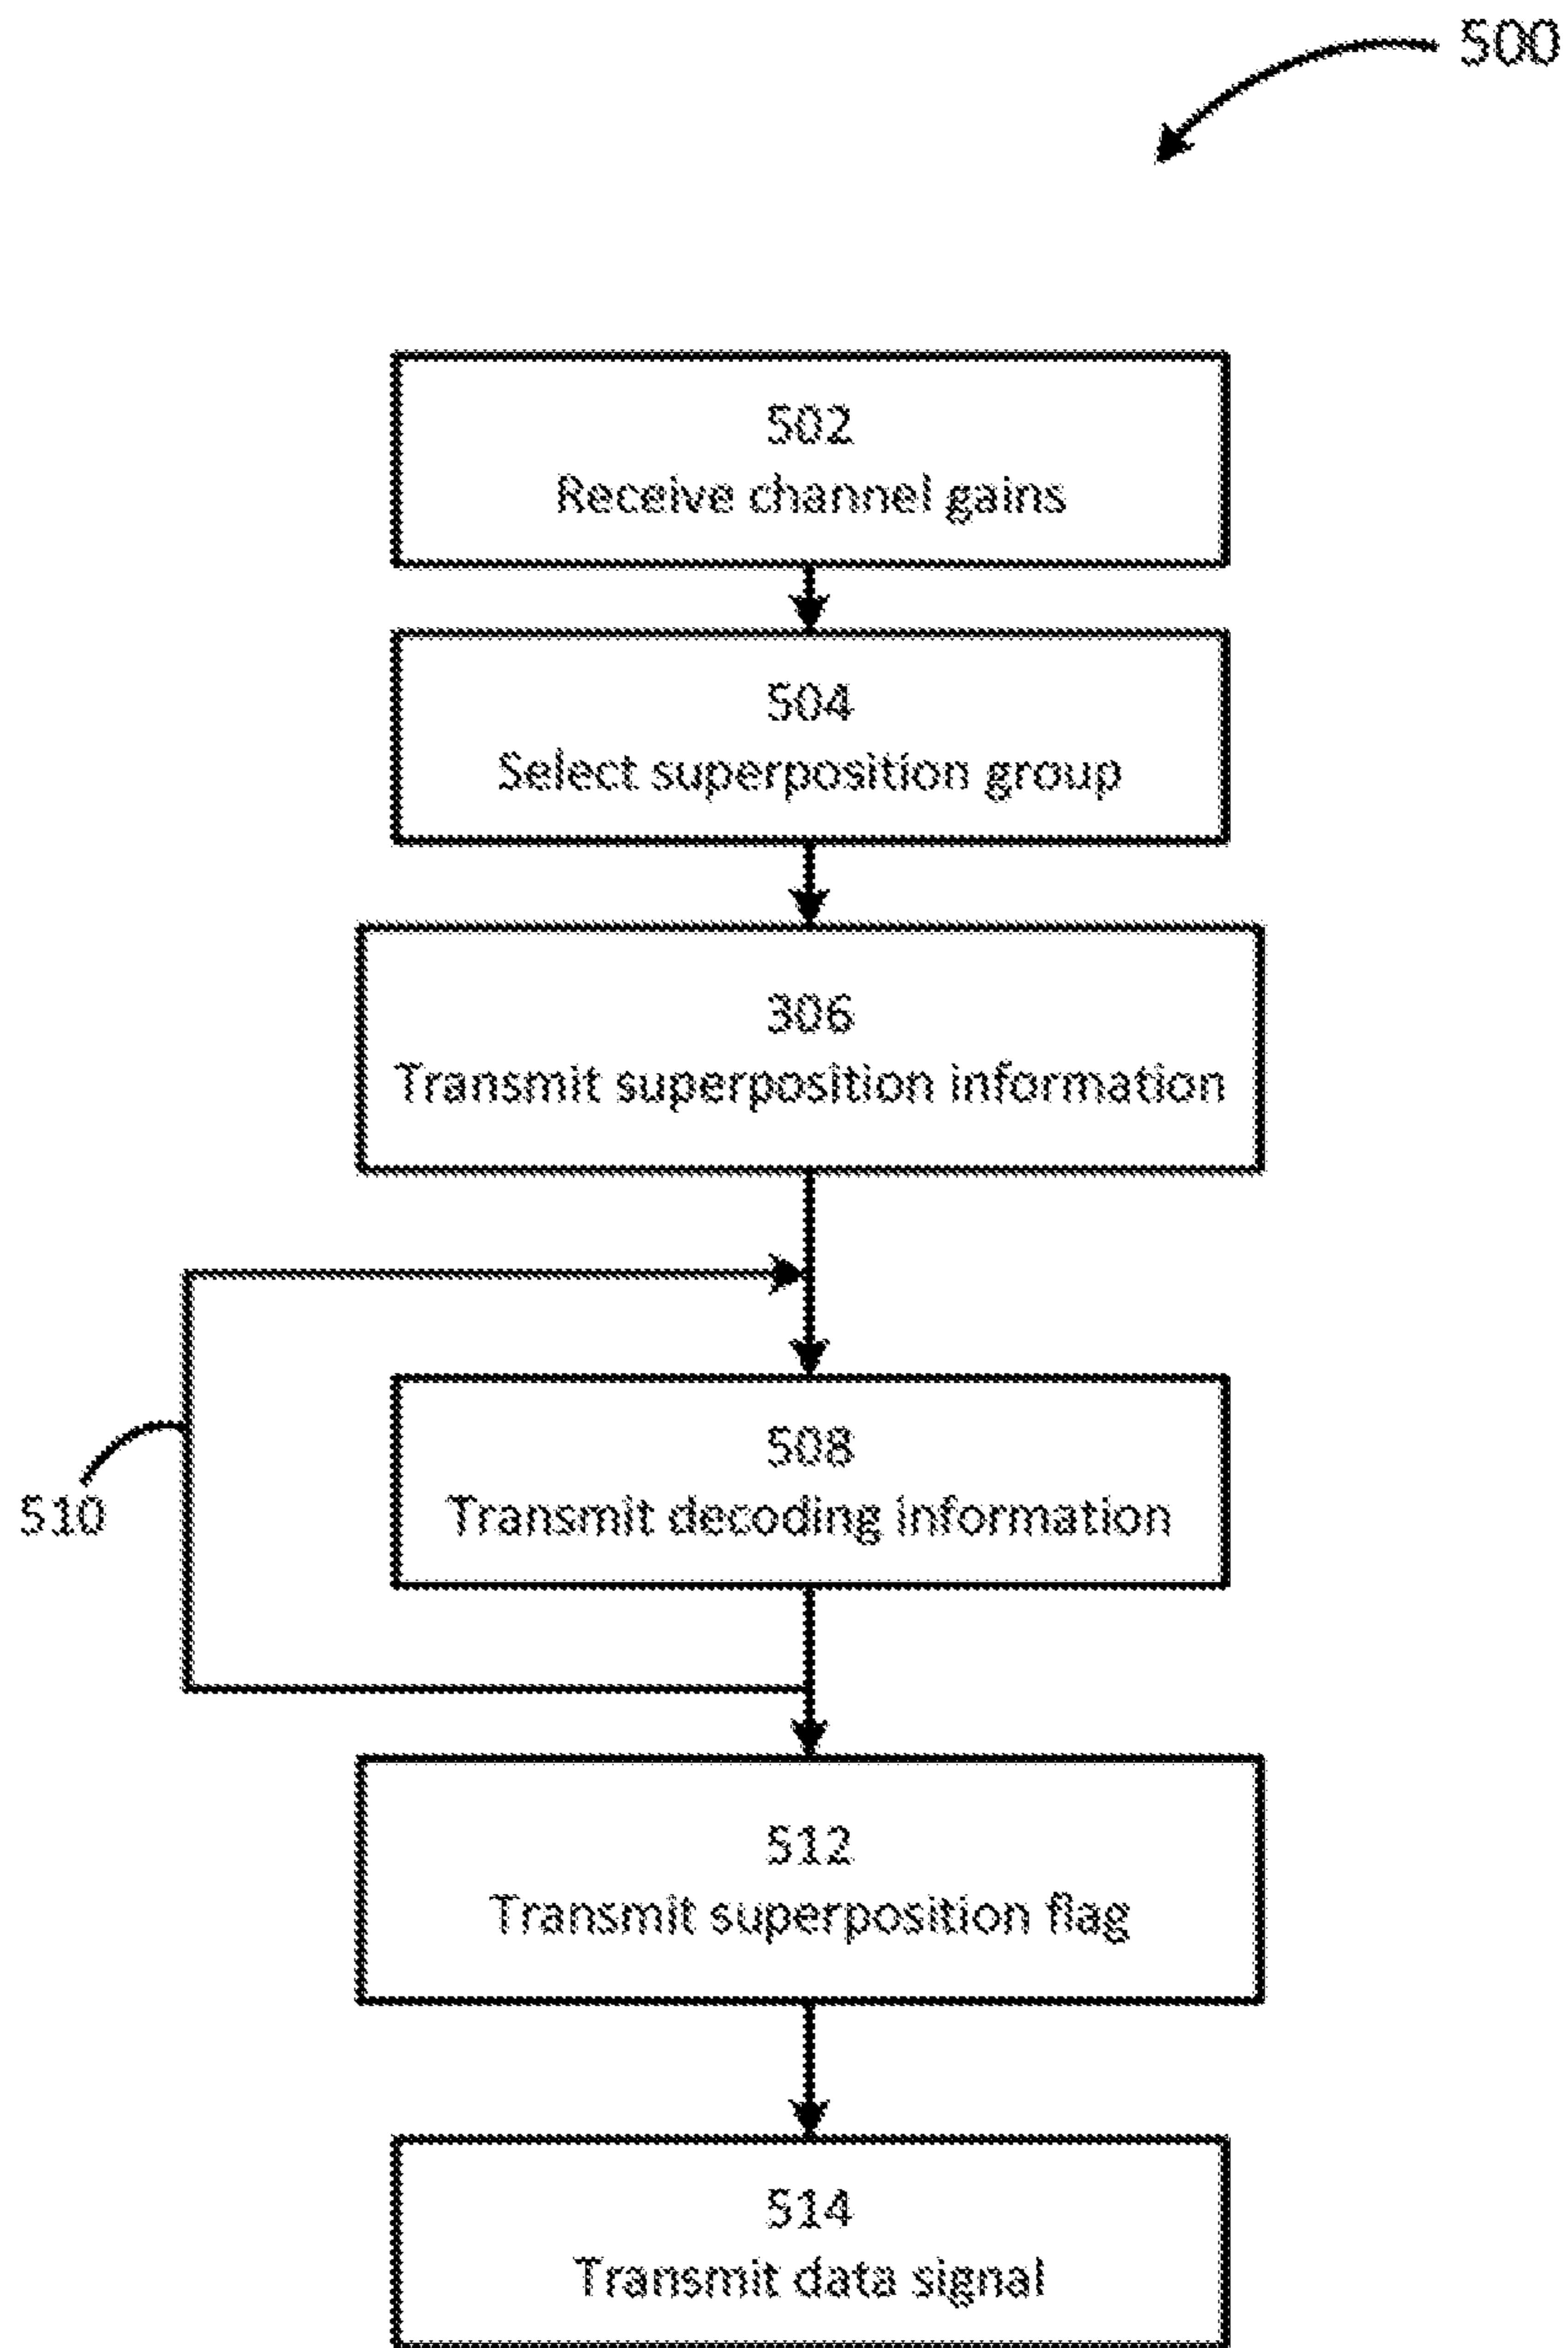 500
502
Receive channel gains
504
Select superposition group
306
Transmit superposition information
508
Transmit decoding information
510
512
Transmit superposition flag
514
Transmit data signal